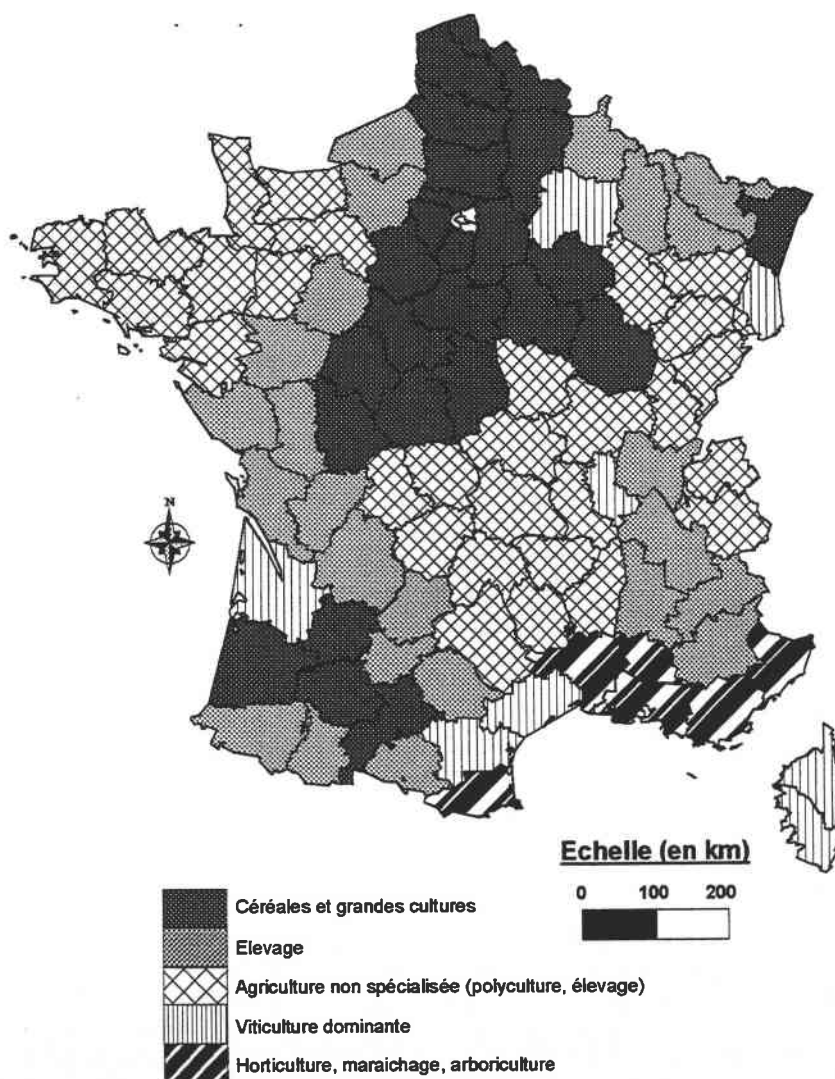 N
Echelle (en km)
0 100 200
Céréales et grandes cultures
Elevage
Agriculture non spécialisée (polyculture, élevage)
Viticulture dominante
Horticulture, maraichage, arboriculture